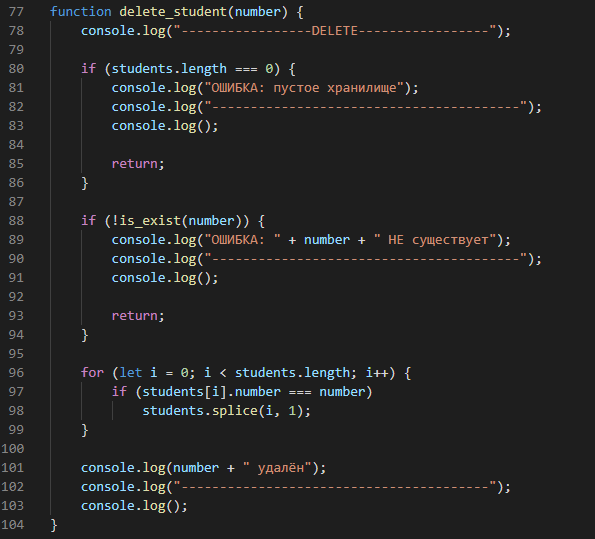 77 function delete_student(number) {
78     console.log("-----------------DELETE-----------------");
79
80     if (students.length === 0) {
81         console.log("ОШИБКА: пустое хранилище");
82         console.log("----------------------------------------");
83         console.log();
84
85         return;
86     }
87
88     if (!is_exist(number)) {
89         console.log("ОШИБКА: " + number + " НЕ существует");
90         console.log("----------------------------------------");
91         console.log();
92
93         return;
94     }
95
96     for (let i = 0; i < students.length; i++) {
97         if (students[i].number === number)
98             students.splice(i, 1);
99     }
100
101     console.log(number + " удалён");
102     console.log("----------------------------------------");
103     console.log();
104 }